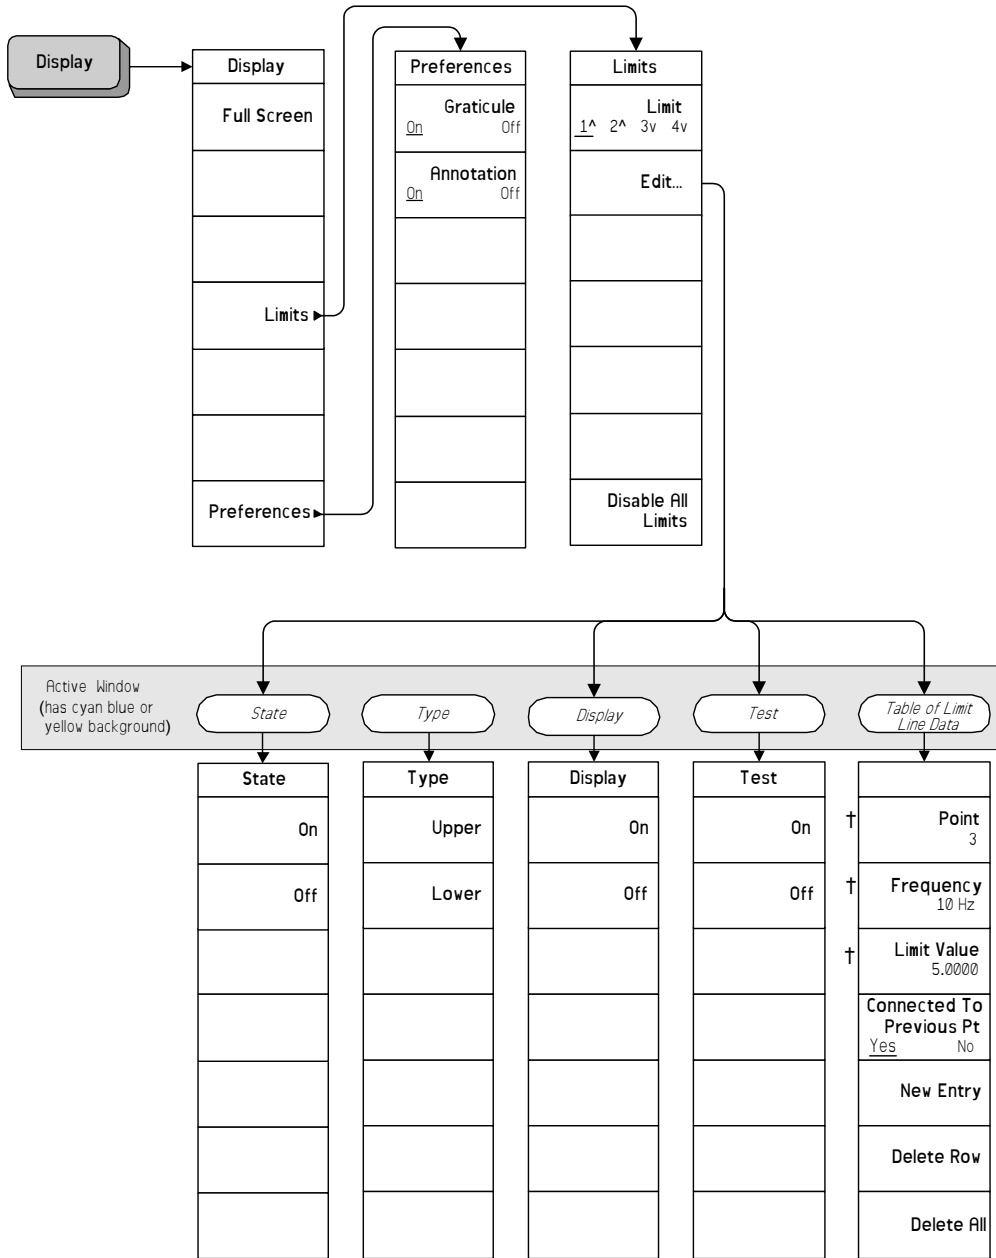 Display
Display
Full Screen
Limits
Preferences
Preferences
Graticule
On Off
Annotation
On Off
Limits
Limit
1^ 2^ 3v 4v
Edit...
Disable All
Limits
Active Window
(has cyan blue or
yellow background)
State
Type
Display
Test
Table of Limit
Line Data
State
On
Off
Type
Upper
Lower
Display
On
Off
Test
On
Off
† Point
3
† Frequency
10 Hz
† Limit Value
5.0000
Connected To
Previous Pt
Yes No
New Entry
Delete Row
Delete All